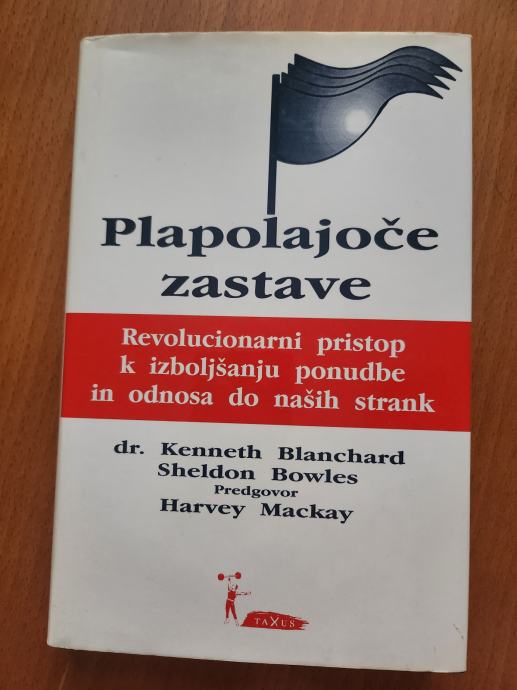 Plapolajoče
zastave
Revolucionarni pristop
k izboljšanju ponudbe
in odnosa do naših strank
dr. Kenneth Blanchard
Sheldon Bowles
Predgovor
Harvey Mackay
TAXUS